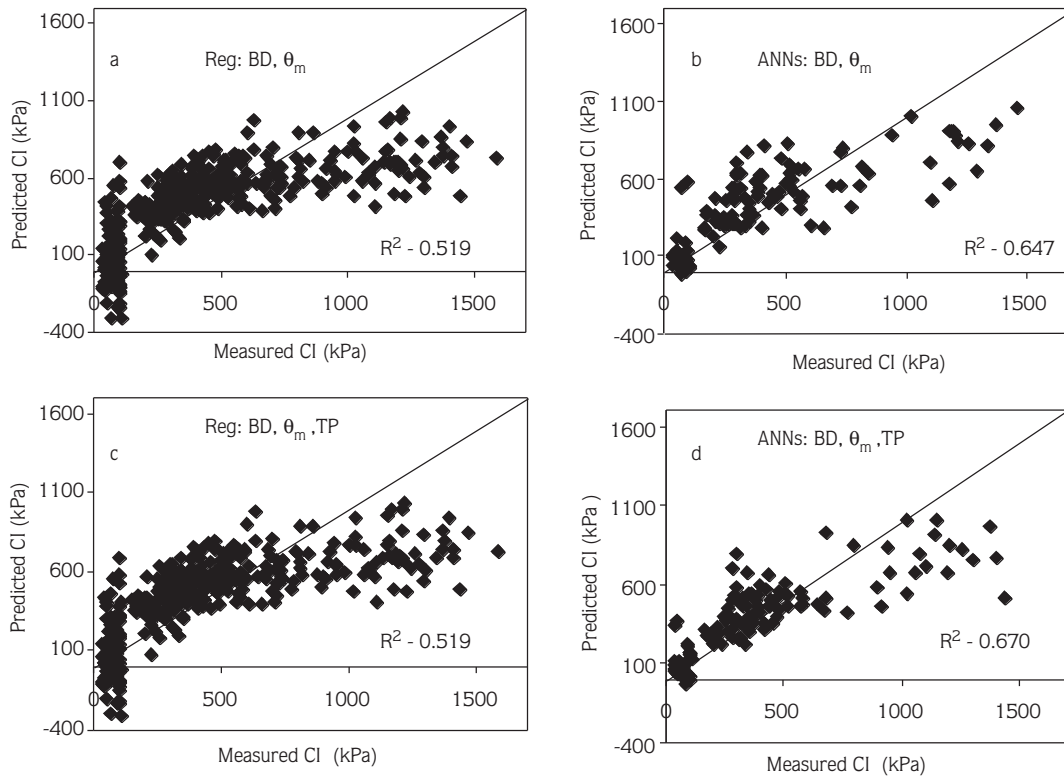 1600
a
Reg: BD, θm
1100
600
100
R² - 0.519
0 500 1000 1500
-400
Predicted CI (kPa)
Measured CI (kPa)
1600
b
ANNs: BD, θm
1100
600
100
R² - 0.647
0 500 1000 1500
-400
Predicted CI (kPa)
Measured CI (kPa)
1600
c
Reg: BD, θm ,TP
1100
600
100
R² - 0.519
0 500 1000 1500
-400
Predicted CI (kPa)
Measured CI (kPa)
1600
d
ANNs: BD, θm ,TP
1100
600
100
R² - 0.670
0 500 1000 1500
-400
Predicted CI (kPa )
Measured CI (kPa)